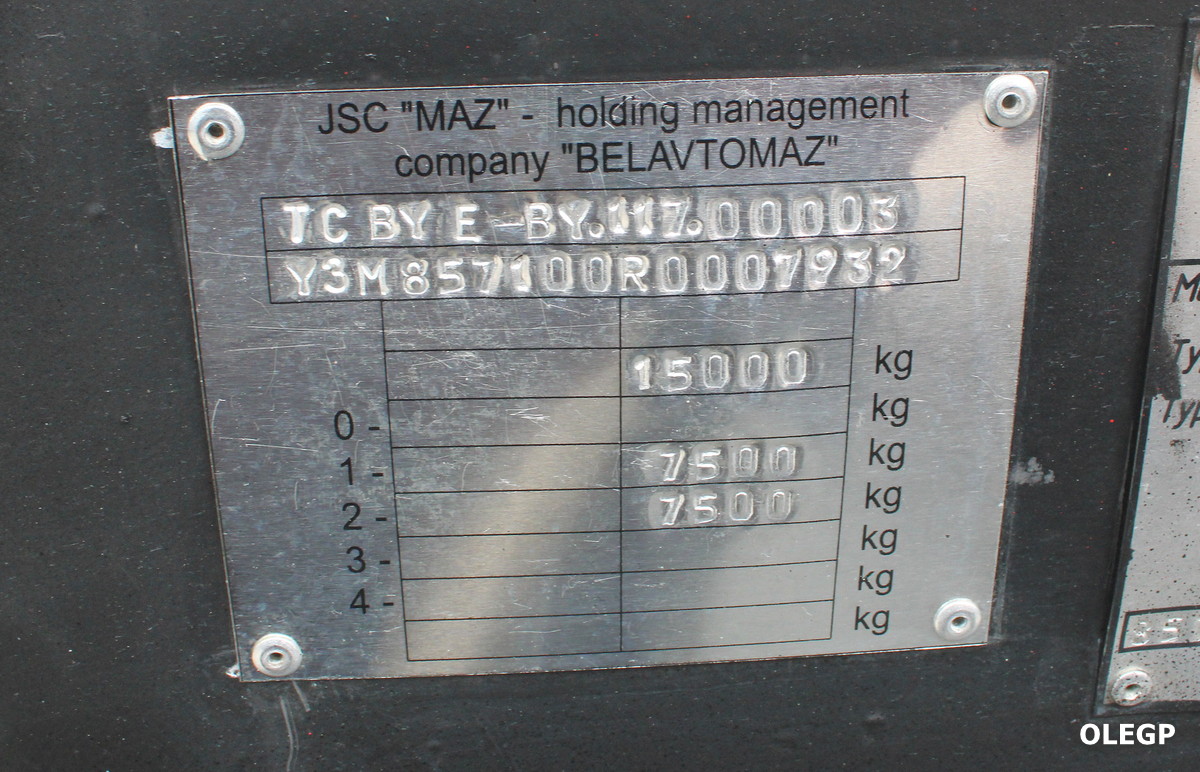 JSC "MAZ" - holding management
company "BELAVTOMAZ"
TC BY E-BY.117.00003
Y3M857100R0007932
15000 kg
0 - kg
1 - 7500 kg
2 - 7500 kg
3 - kg
4 - kg
kg
OLEGP